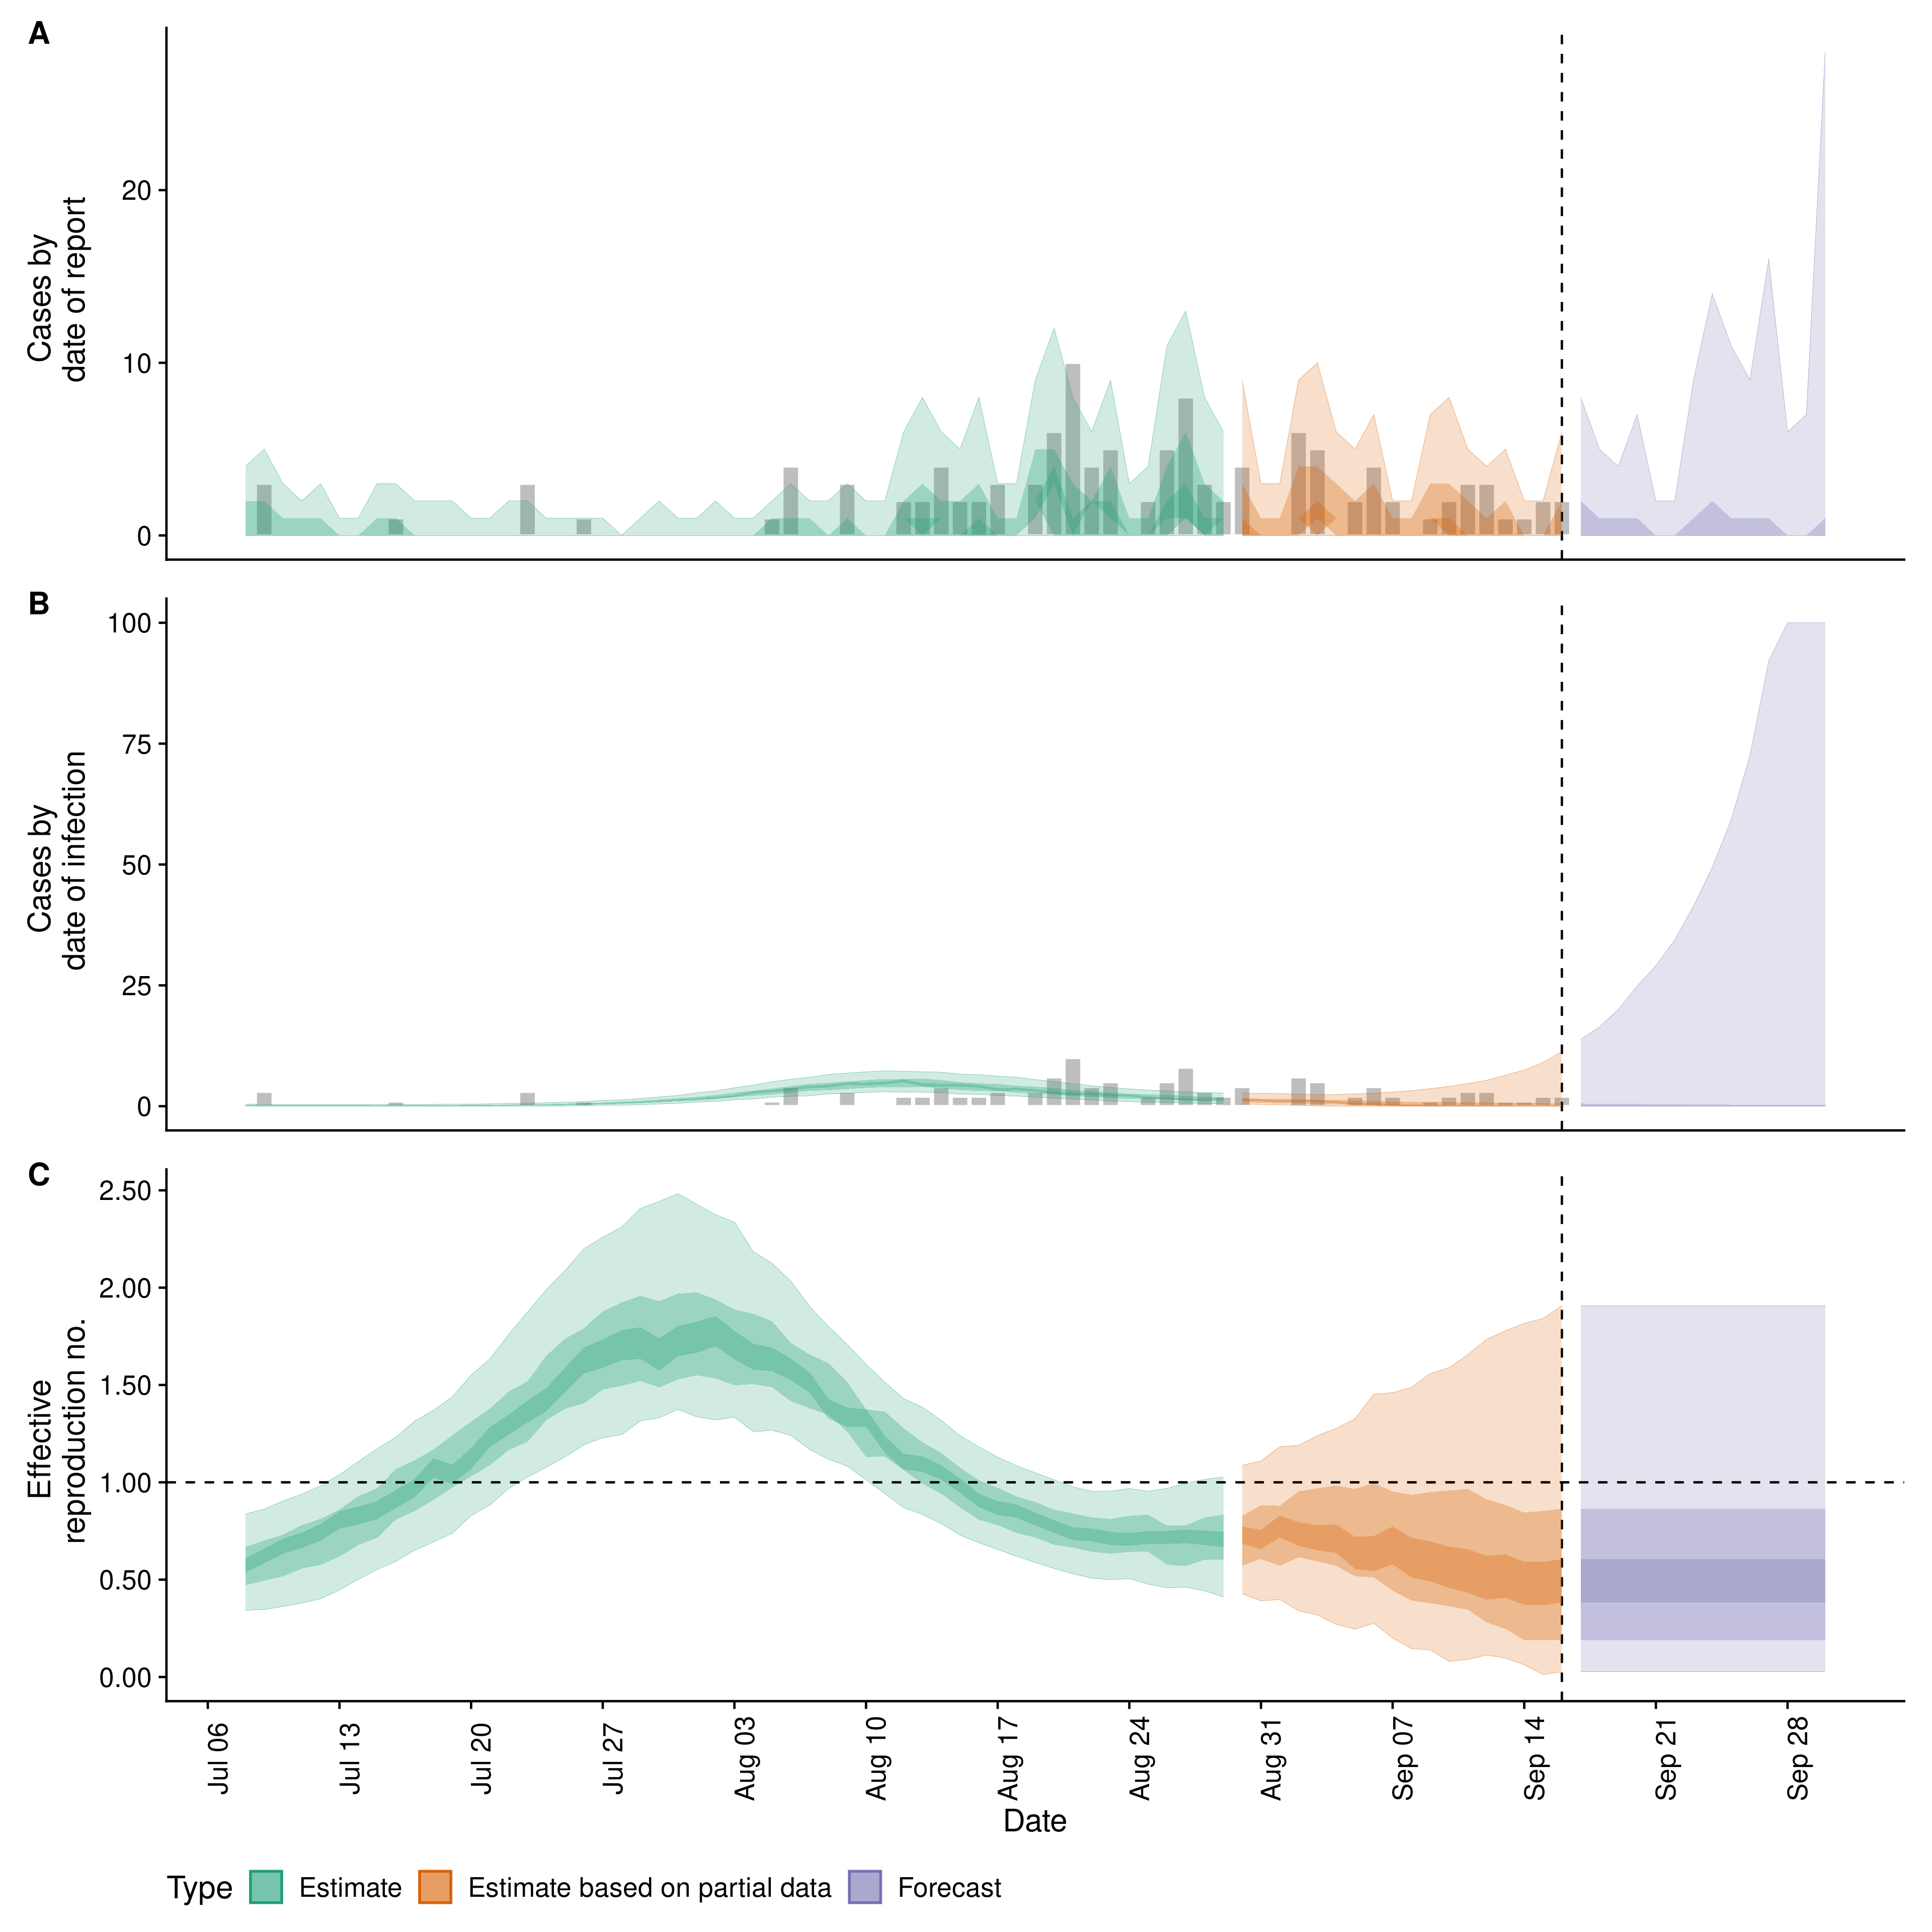 A
Cases by
date of report
20
10
0
B
Cases by
date of infection
100
75
50
25
0
C
Effective
reproduction no.
2.50
2.00
1.50
1.00
0.50
0.00
Jul 06
Jul 13
Jul 20
Jul 27
Aug 03
Aug 10
Aug 17
Aug 24
Aug 31
Sep 07
Sep 14
Sep 21
Sep 28
Date
Type Estimate Estimate based on partial data Forecast